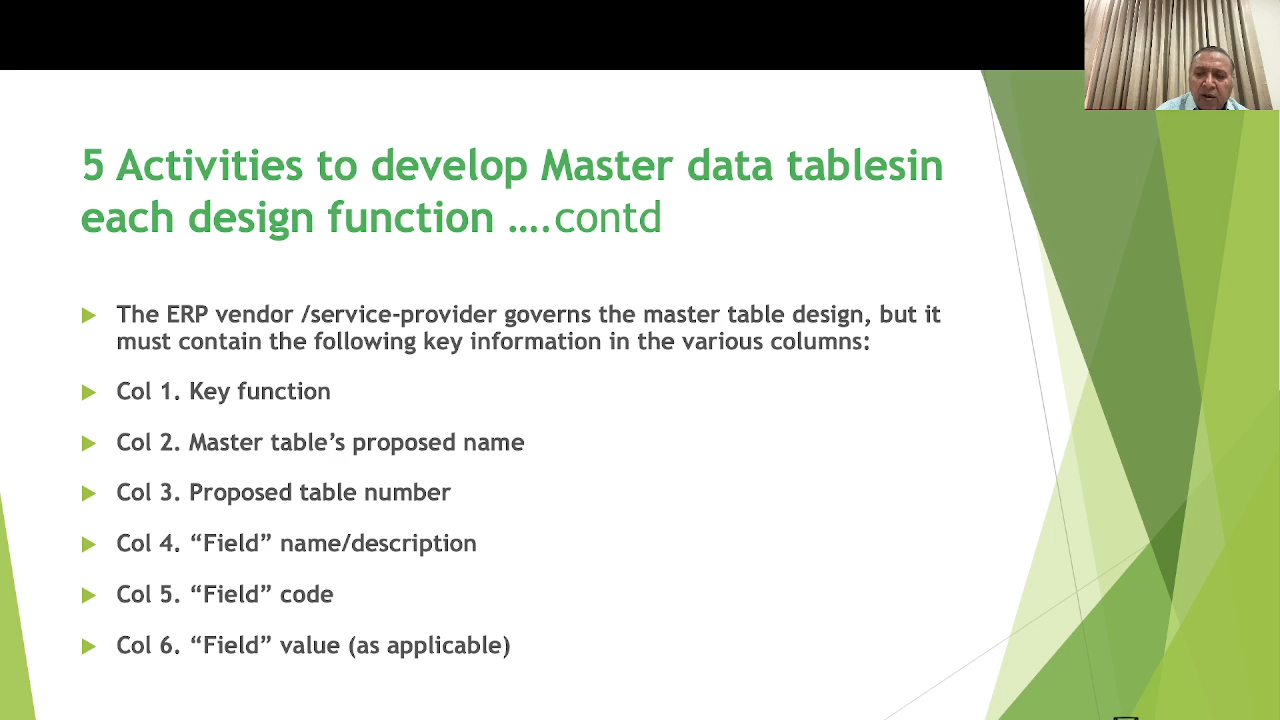 5 Activities to develop Master data tablesin
each design function ....contd
The ERP vendor /service-provider governs the master table design, but it
must contain the following key information in the various columns:
Col 1. Key function
Col 2. Master table’s proposed name
Col 3. Proposed table number
Col 4. “Field” name/description
Col 5. “Field” code
Col 6. “Field” value (as applicable)